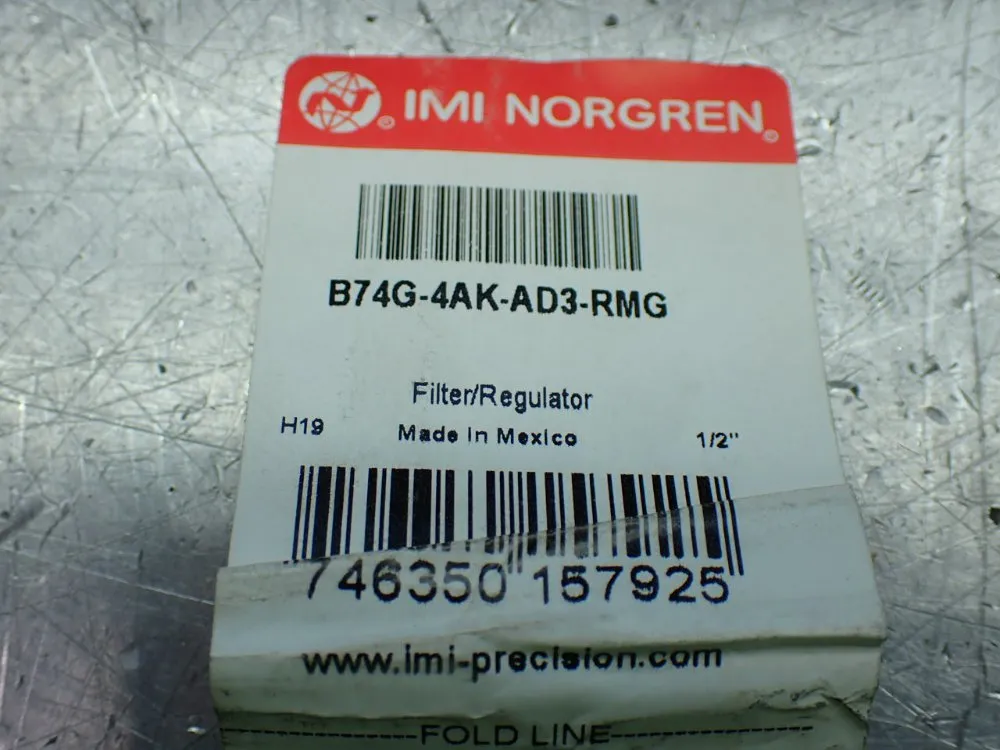 IMI NORGREN
B74G-4AK-AD3-RMG
Filter/Regulator
H19 Made in Mexico 1/2"
746350 157925
www.imi-precision.com
FOLD LINE